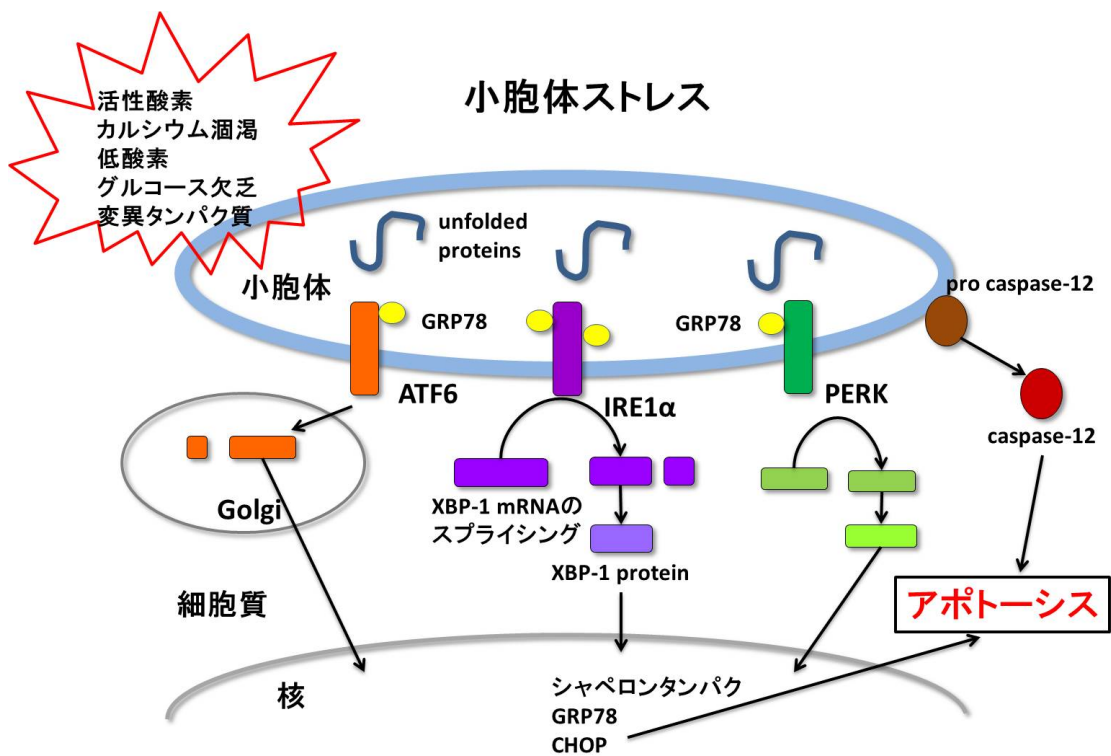 小胞体ストレス
活性酸素
カルシウム涸渇
低酸素
グルコース欠乏
変異タンパク質
unfolded
proteins
小胞体
GRP78
GRP78
pro caspase-12
ATF6
IRE1α
PERK
caspase-12
Golgi
XBP-1 mRNAの
スプライシング
XBP-1 protein
細胞質
アポトーシス
核
シャペロンタンパク
GRP78
CHOP